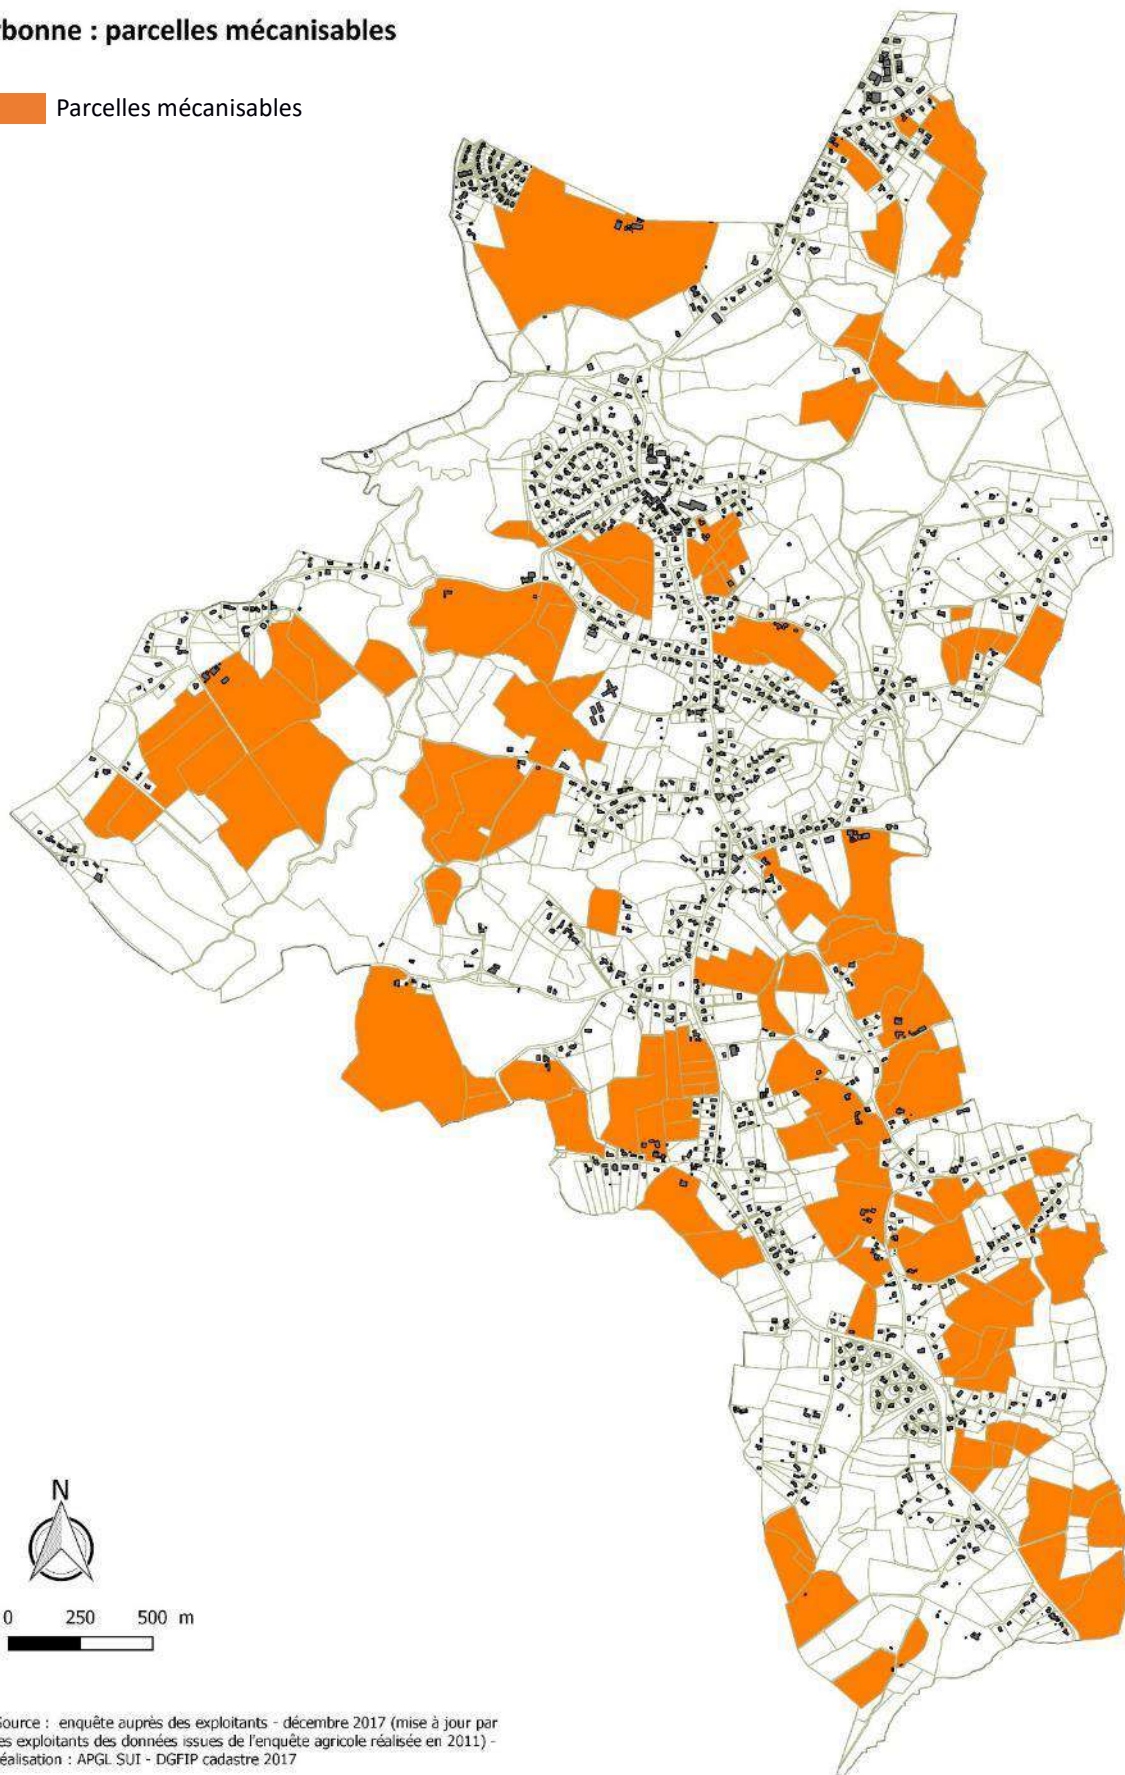 rbonne : parcelles mécanisables
Parcelles mécanisables
N
0 250 500 m
Source : enquête auprès des exploitants - décembre 2017 (mise à jour par
es exploitants des données issues de l'enquête agricole réalisée en 2011) -
éalisation : APGL SUI - DGFIP cadastre 2017